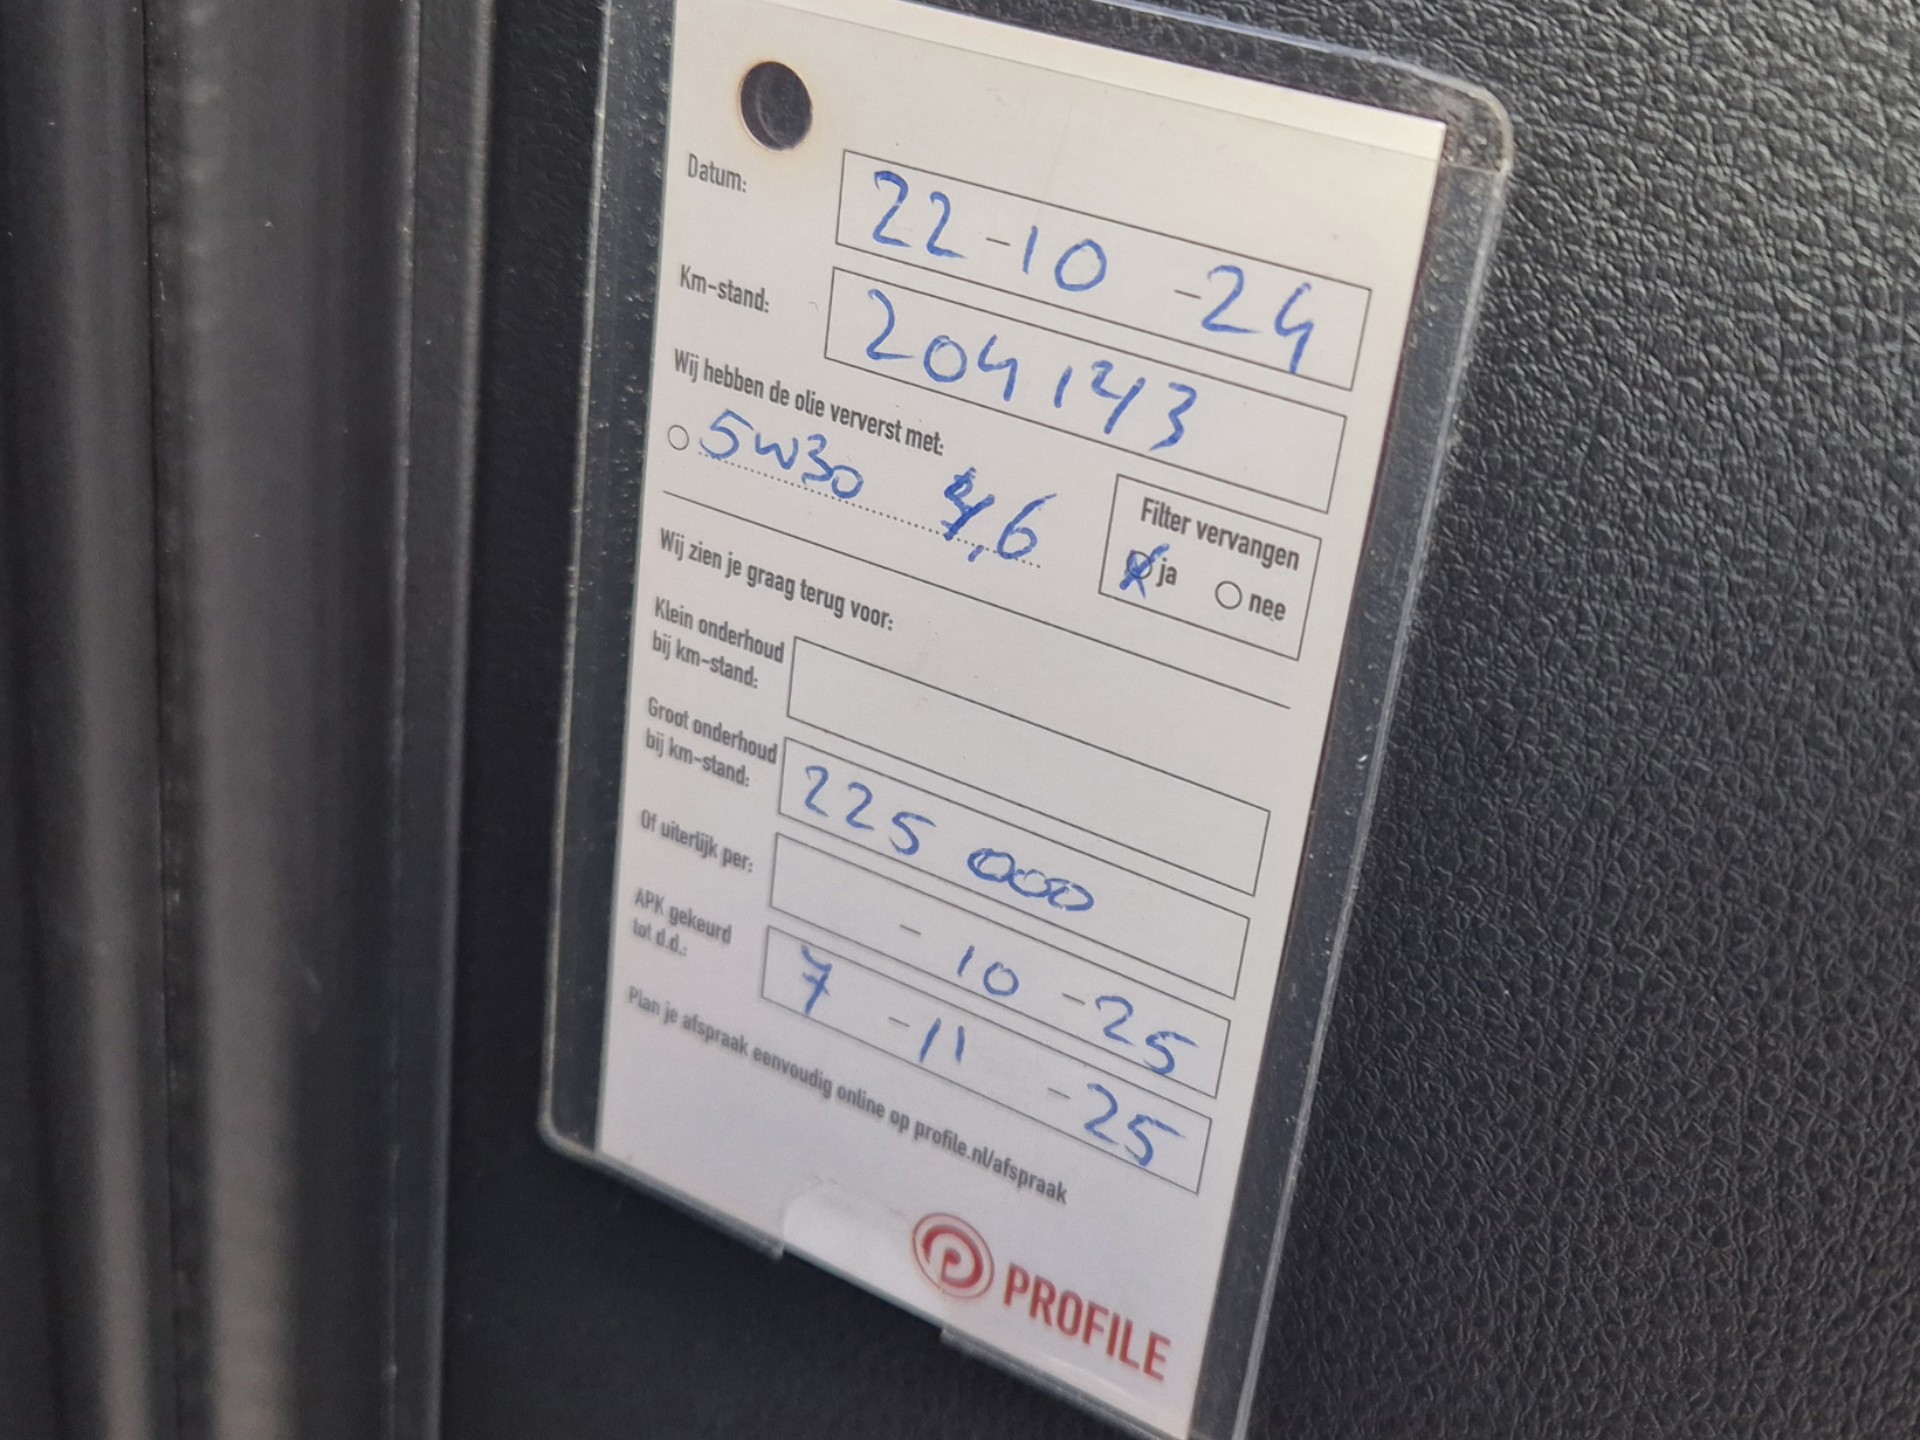 Datum: 22-10-24
Km-stand: 204143
Wij hebben de olie ververst met:
5w30 4,6
Filter vervangen
ja nee
Wij zien je graag terug voor:
Klein onderhoud
bij km-stand:
Groot onderhoud
bij km-stand: 225 000
Of uiterlijk per: - 10 - 25
APK gekeurd
tot d.d.: 7 - 11 - 25
Plan je afspraak eenvoudig online op profile.nl/afspraak
PROFILE